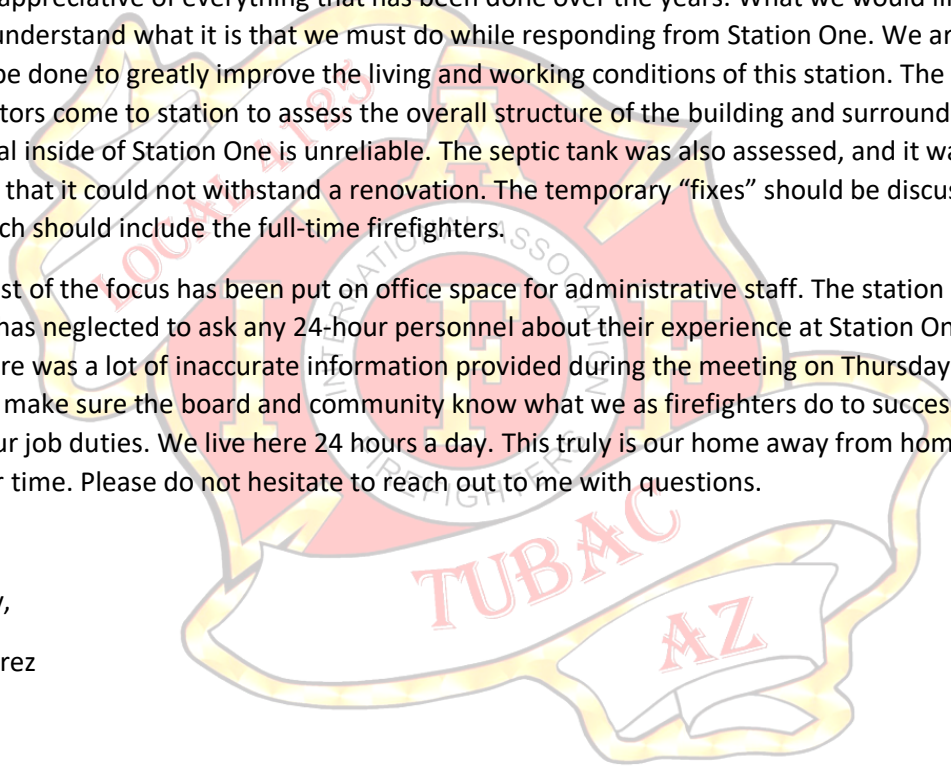 appreciative of everything that has been done over the years. What we would li
understand what it is that we must do while responding from Station One. We ar
be done to greatly improve the living and working conditions of this station. The
tors come to station to assess the overall structure of the building and surround
al inside of Station One is unreliable. The septic tank was also assessed, and it wa
that it could not withstand a renovation. The temporary “fixes” should be discus
ch should include the full-time firefighters.
st of the focus has been put on office space for administrative staff. The station
has neglected to ask any 24-hour personnel about their experience at Station On
re was a lot of inaccurate information provided during the meeting on Thursday
make sure the board and community know what we as firefighters do to succes
ur job duties. We live here 24 hours a day. This truly is our home away from hom
r time. Please do not hesitate to reach out to me with questions.
y,
rez
LOCAL 4185
I A F F
INTERNATIONAL ASSOCIATION
FIREFIGHTERS
TUBAC
AZ